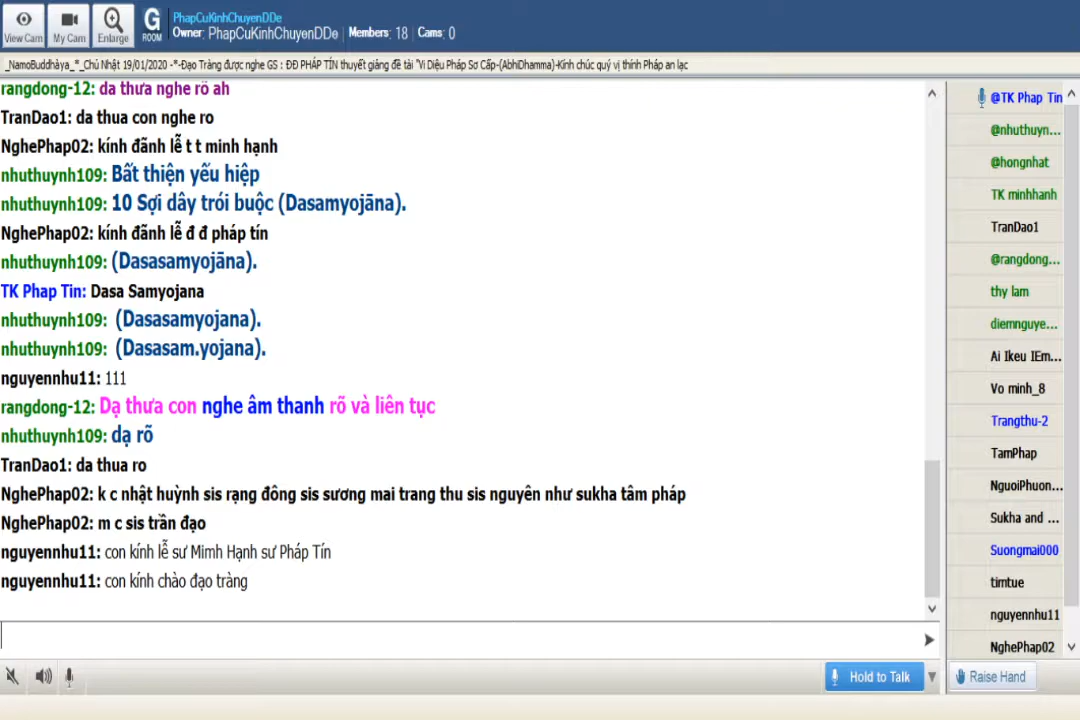 View Cam
My Cam
Enlarge
G
ROOM
PhapCuKinhChuyenDDe
Owner: PhapCuKinhChuyenDDe Members: 18 Cams: 0
_NamoBuddhàya_*_Chủ Nhật 19/01/2020 -*-Đạo Tràng được nghe GS : ĐĐ PHÁP TÍN thuyết giảng đề tài "Vi Diệu Pháp Sơ Cấp-(AbhiDhamma)-Kính chúc quý vị thính Pháp an lạc
rangdong-12: da thưa nghe rõ ah
TranDao1: da thua con nghe ro
NghePhap02: kính đãnh lễ t t minh hạnh
nhuthuynh109: Bất thiện yếu hiệp
nhuthuynh109: 10 Sợi dây trói buộc (Dasamyojāna).
NghePhap02: kính đãnh lễ đ đ pháp tín
nhuthuynh109: (Dasasamyojāna).
TK Phap Tin: Dasa Samyojana
nhuthuynh109: (Dasasamyojana).
nhuthuynh109: (Dasasam.yojana).
nguyennhu11: 111
rangdong-12: Dạ thưa con nghe âm thanh rõ và liên tục
nhuthuynh109: dạ rõ
TranDao1: da thua ro
NghePhap02: k c nhật huỳnh sis rạng đông sis sương mai trang thu sis nguyên như sukha tâm pháp
NghePhap02: m c sis trần đạo
nguyennhu11: con kính lễ sư Mimh Hạnh sư Pháp Tín
nguyennhu11: con kính chào đạo tràng
@TK Phap Tin
@nhuthuyn...
@hongnhat
TK minhhanh
TranDao1
@rangdong...
thy lam
diemnguye...
Ai Ikeu IEm...
Vo minh_8
Trangthu-2
TamPhap
NguoiPhuon...
Sukha and ...
Suongmai000
timtue
nguyennhu11
NghePhap02
Hold to Talk
Raise Hand